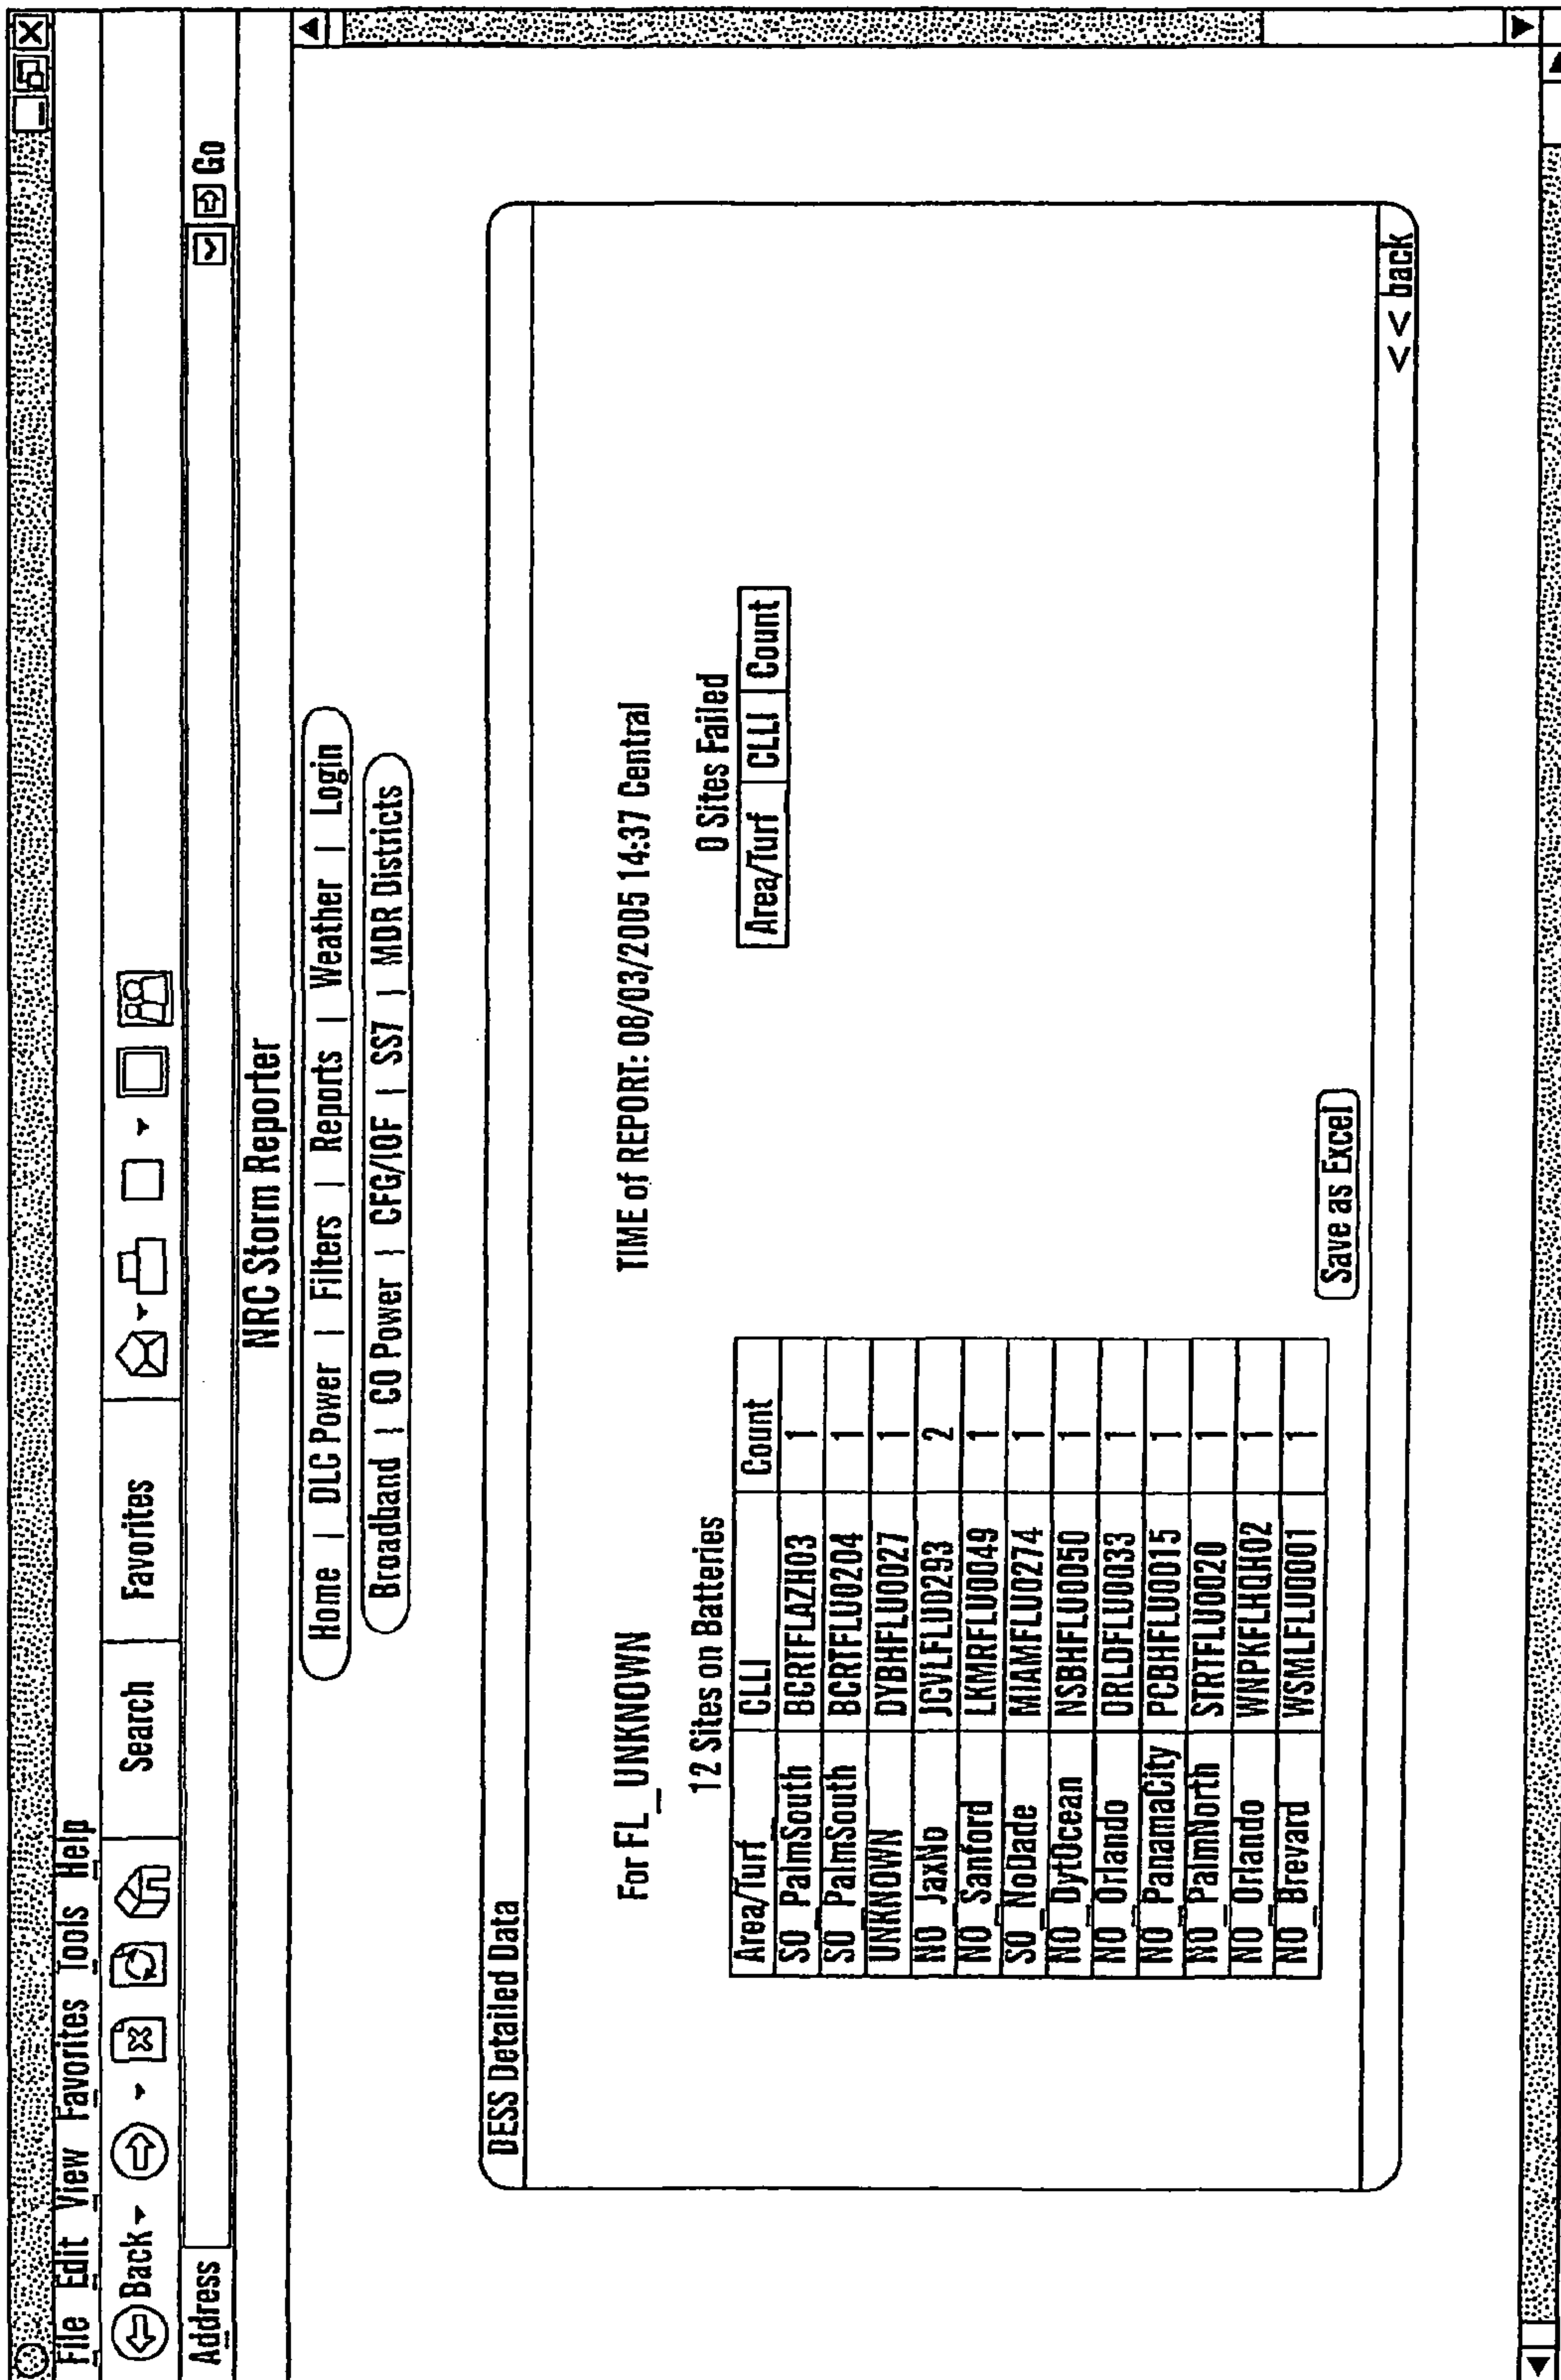 File Edit View Favorites Tools Help
Back Search Favorites
Address Go
NRC Storm Reporter
Home | DLC Power | Filters | Reports | Weather | Login
Broadband | CO Power | CFG/IOF | SS7 | MDR Districts
DESS Detailed Data
For FL_UNKNOWN TIME of REPORT: 08/03/2005 14:37 Central
12 Sites on Batteries 0 Sites Failed
Area/Turf CLLI Count Area/Turf CLLI Count
SO_PalmSouth BCRTFLAZH03 1
SO_PalmSouth BCRTFLU0204 1
UNKNOWN DYBHFLU0027 1
NO_JaxNo JCVLFLU0293 2
NO_Sanford LKMRFLU0049 1
SO_NoDade MIAMFLU0274 1
NO_DytOcean NSBHFLU0050 1
NO_Orlando ORLDFLU0033 1
NO_PanamaCity PCBHFLU0015 1
NO_PalmNorth STRTFLU0020 1
NO_Orlando WNPKFLHQH02 1
NO_Brevard WSMLFLU0001 1
Save as Excel
<< back